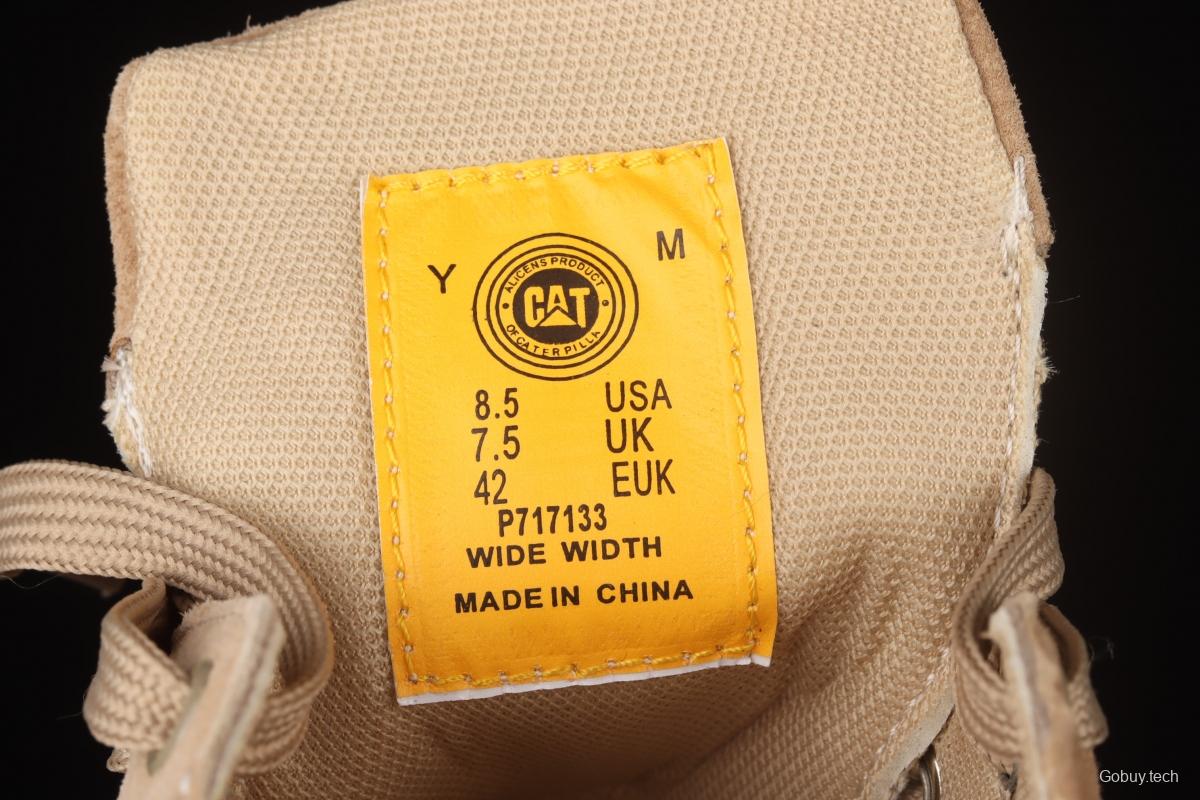 Y
M
ALICENS PRODUCT
CAT
OF CATERPILLA
8.5 USA
7.5 UK
42 EUK
P717133
WIDE WIDTH
MADE IN CHINA
Gobuy.tech